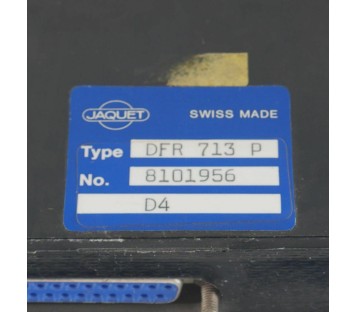 JAQUET SWISS MADE
Type DFR 713 P
No. 8101956
D4